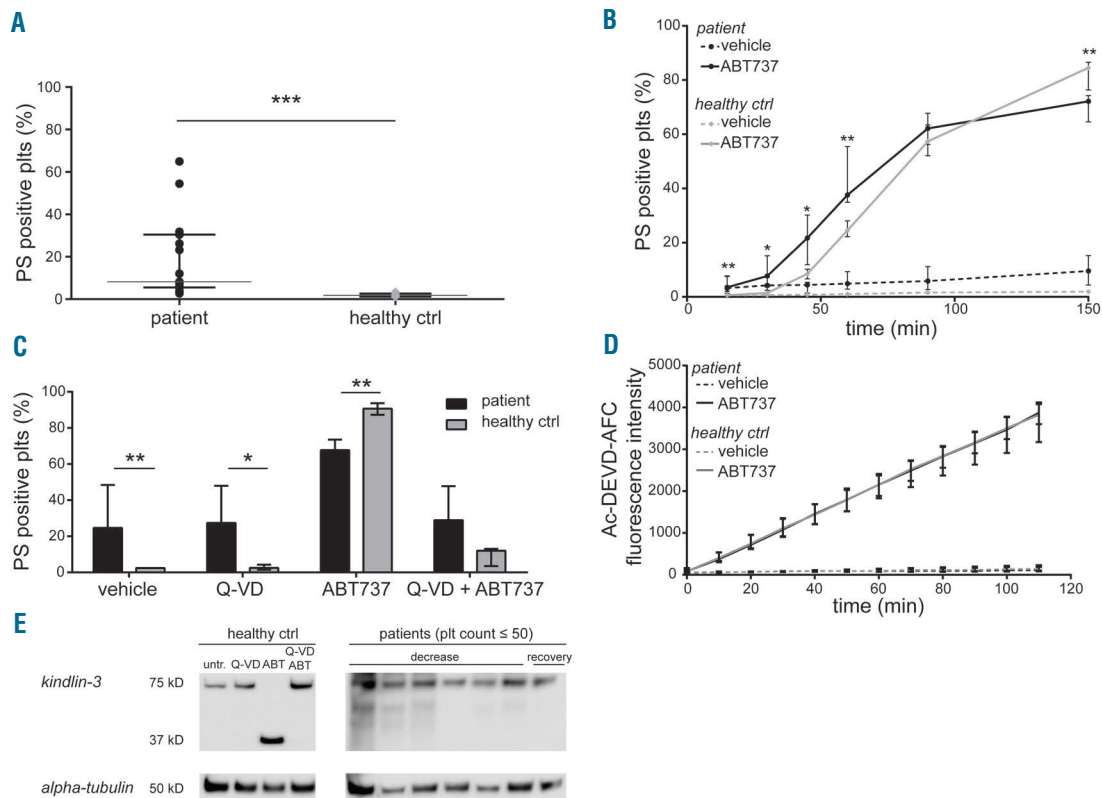 A
PS positive plts (%)
100
80
60
40
20
0
***
patient
healthy ctrl
B
PS positive plts (%)
100
80
60
40
20
0
patient
vehicle
ABT737
healthy ctrl
vehicle
ABT737
**
*
*
**
**
0
50
100
150
time (min)
C
PS positive plts (%)
100
80
60
40
20
0
**
*
**
patient
healthy ctrl
vehicle
Q-VD
ABT737
Q-VD + ABT737
D
Ac-DEVD-AFC
fluorescence intensity
5000
4000
3000
2000
1000
0
patient
vehicle
ABT737
healthy ctrl
vehicle
ABT737
0
20
40
60
80
100
120
time (min)
E
healthy ctrl
patients (plt count ≤ 50)
untr.
Q-VD
ABT
Q-VD
ABT
decrease
recovery
kindlin-3
75 kD
37 kD
alpha-tubulin
50 kD